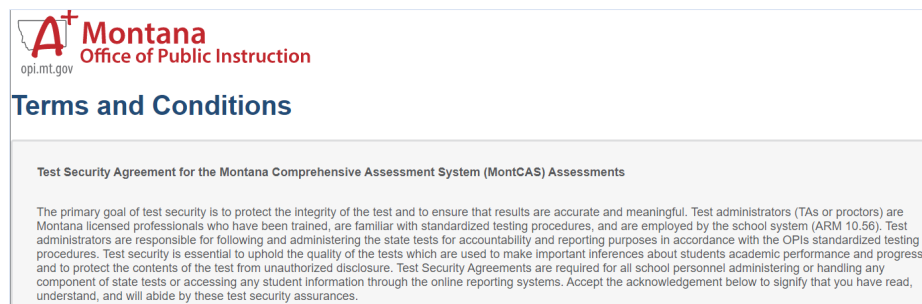 A+ Montana
Office of Public Instruction
opi.mt.gov
Terms and Conditions
Test Security Agreement for the Montana Comprehensive Assessment System (MontCAS) Assessments
The primary goal of test security is to protect the integrity of the test and to ensure that results are accurate and meaningful. Test administrators (TAs or proctors) are
Montana licensed professionals who have been trained, are familiar with standardized testing procedures, and are employed by the school system (ARM 10.56). Test
administrators are responsible for following and administering the state tests for accountability and reporting purposes in accordance with the OPIs standardized testing
procedures. Test security is essential to uphold the quality of the tests which are used to make important inferences about students academic performance and progress
and to protect the contents of the test from unauthorized disclosure. Test Security Agreements are required for all school personnel administering or handling any
component of state tests or accessing any student information through the online reporting systems. Accept the acknowledgement below to signify that you have read,
understand, and will abide by these test security assurances.